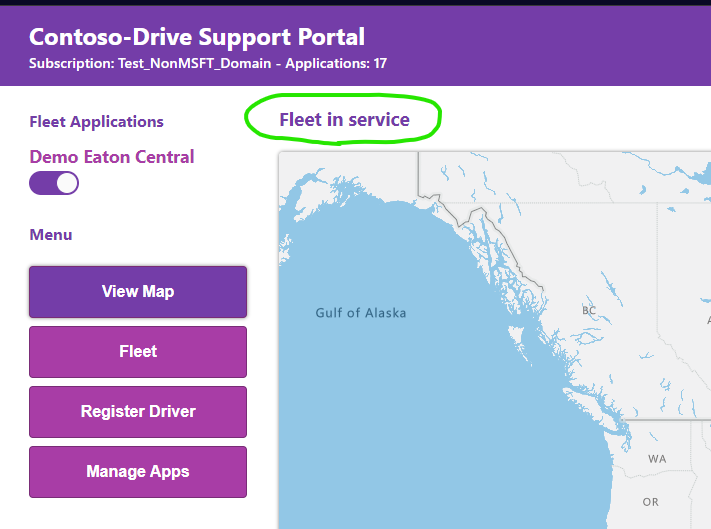 Contoso-Drive Support Portal
Subscription: Test_NonMSFT_Domain - Applications: 17
Fleet Applications
Demo Eaton Central
Menu
View Map
Fleet
Register Driver
Manage Apps
Fleet in service
Gulf of Alaska
BC
A
WA
OR